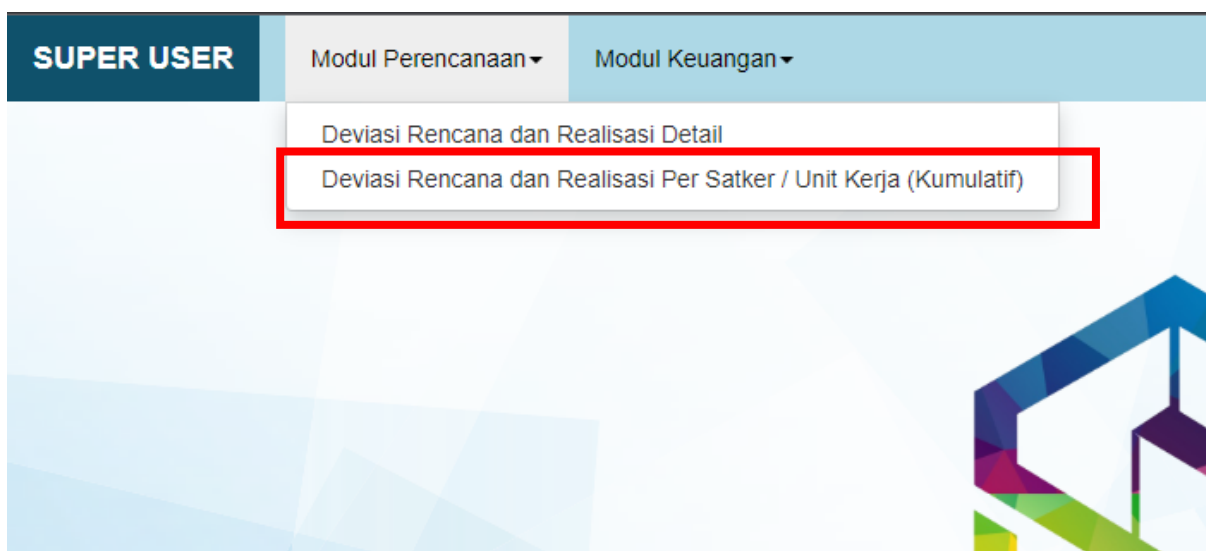 SUPER USER
Modul Perencanaan
Modul Keuangan
Deviasi Rencana dan Realisasi Detail
Deviasi Rencana dan Realisasi Per Satker / Unit Kerja (Kumulatif)